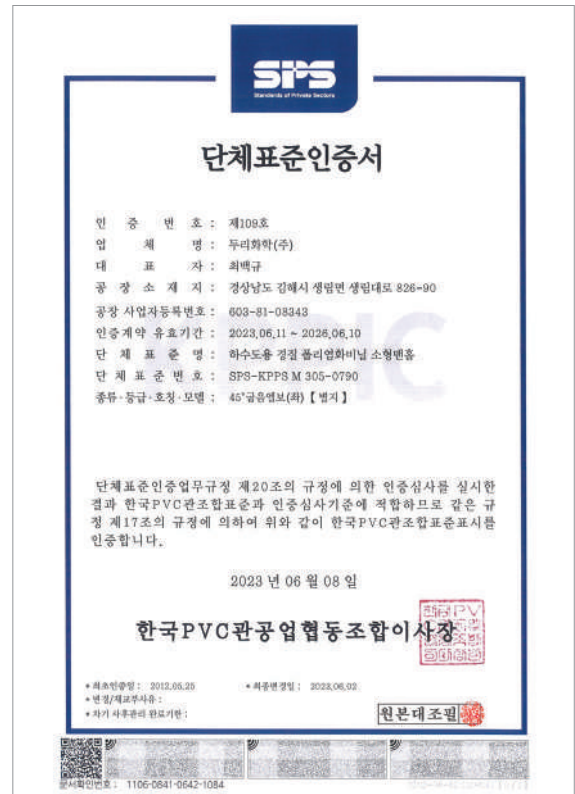 SPS
Standards of Private Sectors
단체표준인증서
인 증 번 호 : 제109호
업 체 명 : 두리화학(주)
대 표 자 : 최백규
공 장 소 재 지 : 경상남도 김해시 생림면 생림대로 826-90
공장 사업자등록번호 : 603-81-08343
인증계약 유효기간 : 2023.06.11 ~ 2026.06.10
단 체 표 준 명 : 하수도용 경질 폴리염화비닐 소형맨홀
단 체 표 준 번 호 : SPS-KPPS M 305-0790
종류·등급·호칭·모델 : 45°굽음엘보(좌) 【별지】
단체표준인증업무규정 제20조의 규정에 의한 인증심사를 실시한
결과 한국PVC관조합표준과 인증심사기준에 적합하므로 같은 규
정 제17조의 규정에 의하여 위와 같이 한국PVC관조합표준표시를
인증합니다.
2023 년 06 월 08 일
한국PVC관공업협동조합이사장
* 최초인증일 : 2012.05.25 * 최종변경일 : 2023.06.02
* 변경/재교부사유 :
* 차기 사후관리 완료기한 :
원본대조필
문서확인번호 : 1106-0841-0642-1084